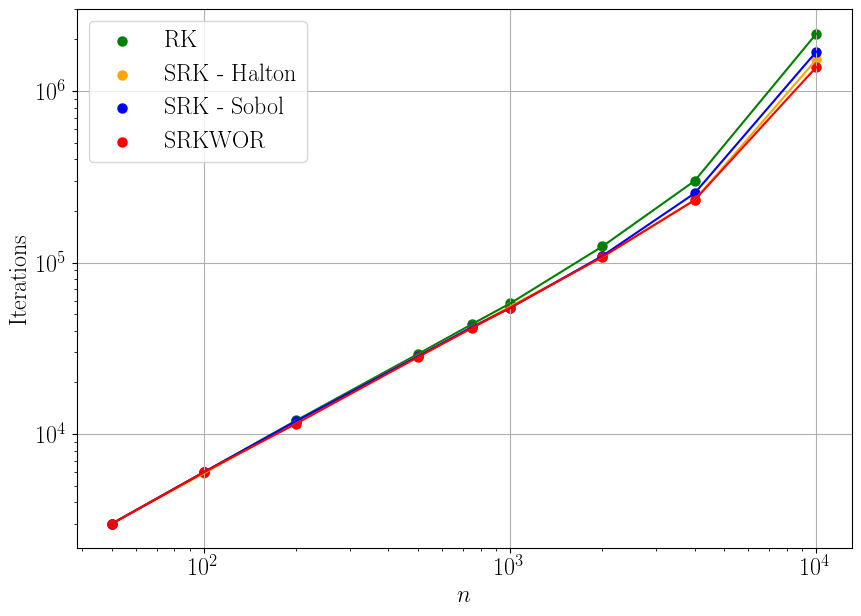 RK
SRK - Halton
SRK - Sobol
SRKWOR
10^6
10^5
10^4
Iterations
10^2
10^3
10^4
n